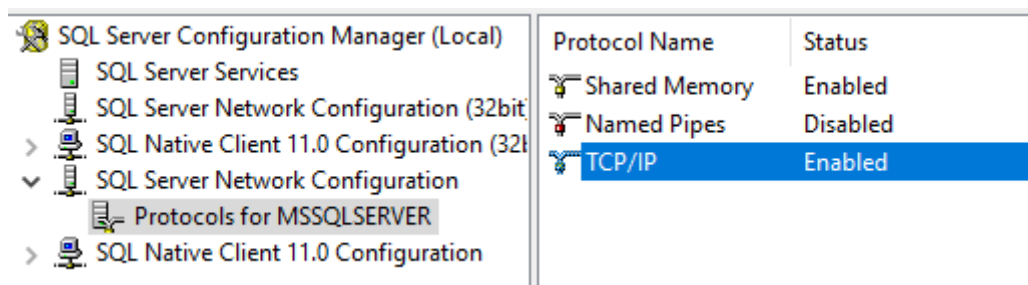 SQL Server Configuration Manager (Local)
SQL Server Services
SQL Server Network Configuration (32bit
SQL Native Client 11.0 Configuration (32
SQL Server Network Configuration
Protocols for MSSQLSERVER
SQL Native Client 11.0 Configuration
Protocol Name Status
Shared Memory Enabled
Named Pipes Disabled
TCP/IP Enabled